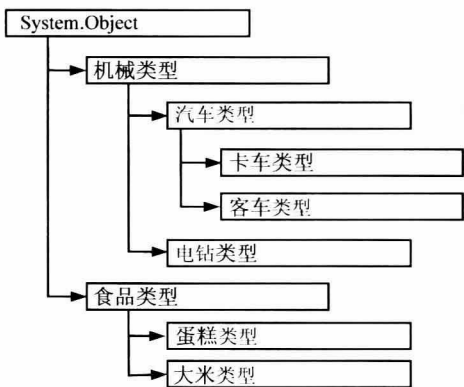 System.Object
机械类型
汽车类型
卡车类型
客车类型
电钻类型
食品类型
蛋糕类型
大米类型